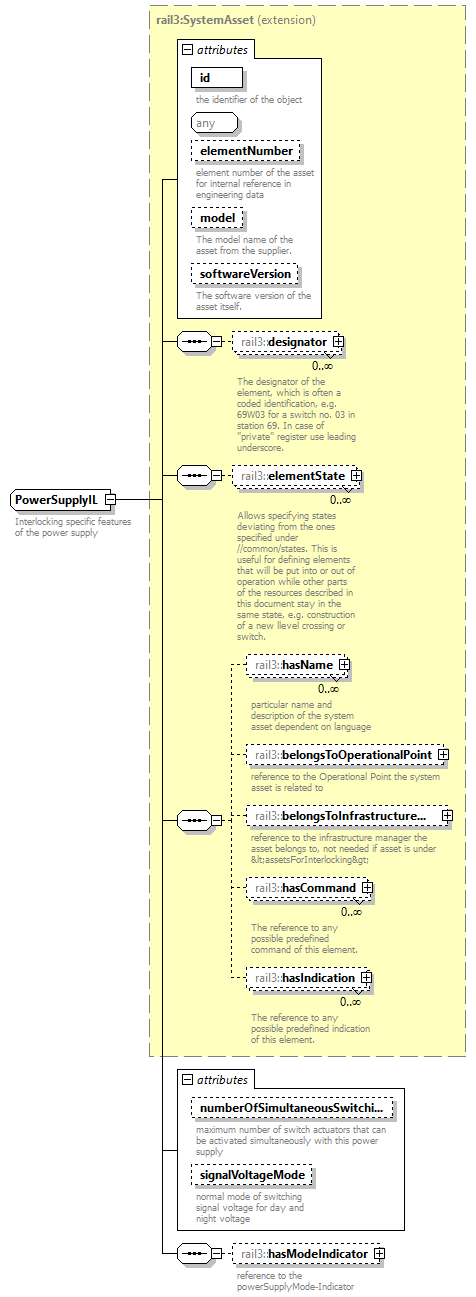 rail3:SystemAsset (extension)
attributes
id
the identifier of the object
any
elementNumber
element number of the asset
for internal reference in
engineering data
model
The model name of the
asset from the supplier.
softwareVersion
The software version of the
asset itself.
rail3:designator
0..∞
The designator of the
element, which is often a
coded identification, e.g.
69W03 for a switch no. 03 in
station 69. In case of
"private" register use leading
underscore.
rail3:elementState
0..∞
PowerSupplyIL
Interlocking specific features
of the power supply
Allows specifying states
deviating from the ones
specified under
//common/states. This is
useful for defining elements
that will be put into or out of
operation while other parts
of the resources described in
this document stay in the
same state, e.g. construction
of a new llevel crossing or
switch.
rail3:hasName
0..∞
particular name and
description of the system
asset dependent on language
rail3:belongsToOperationalPoint
reference to the Operational Point the system
asset is related to
rail3:belongsToInfrastructure...
reference to the infrastructure manager the
asset belongs to, not needed if asset is under
&lt;assetsForInterlocking&gt;
rail3:hasCommand
0..∞
The reference to any
possible predefined
command of this element.
rail3:hasIndication
0..∞
The reference to any
possible predefined indication
of this element.
attributes
numberOfSimultaneousSwitchi...
maximum number of switch actuators that can
be activated simultaneously with this power
supply
signalVoltageMode
normal mode of switching
signal voltage for day and
night voltage
rail3:hasModeIndicator
reference to the
powerSupplyMode-Indicator